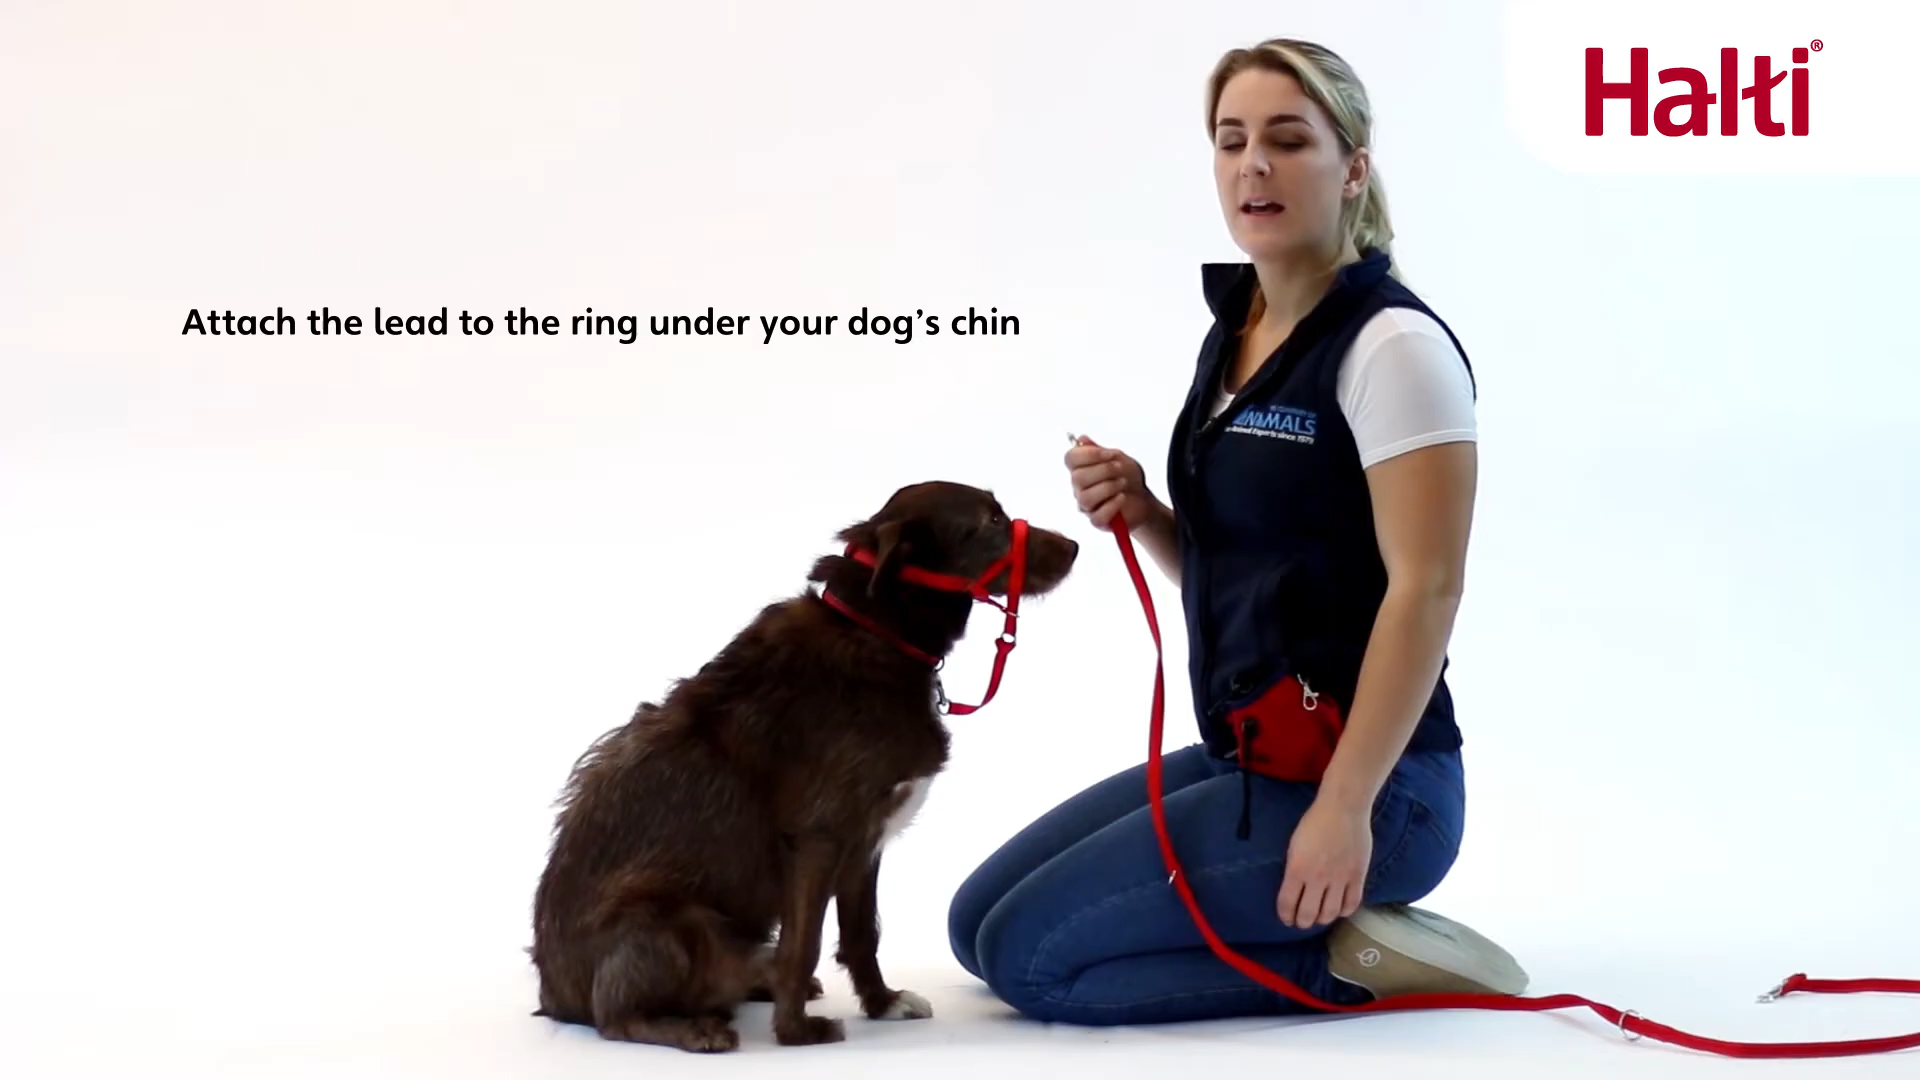 Halti®
Attach the lead to the ring under your dog’s chin
ANIMALS